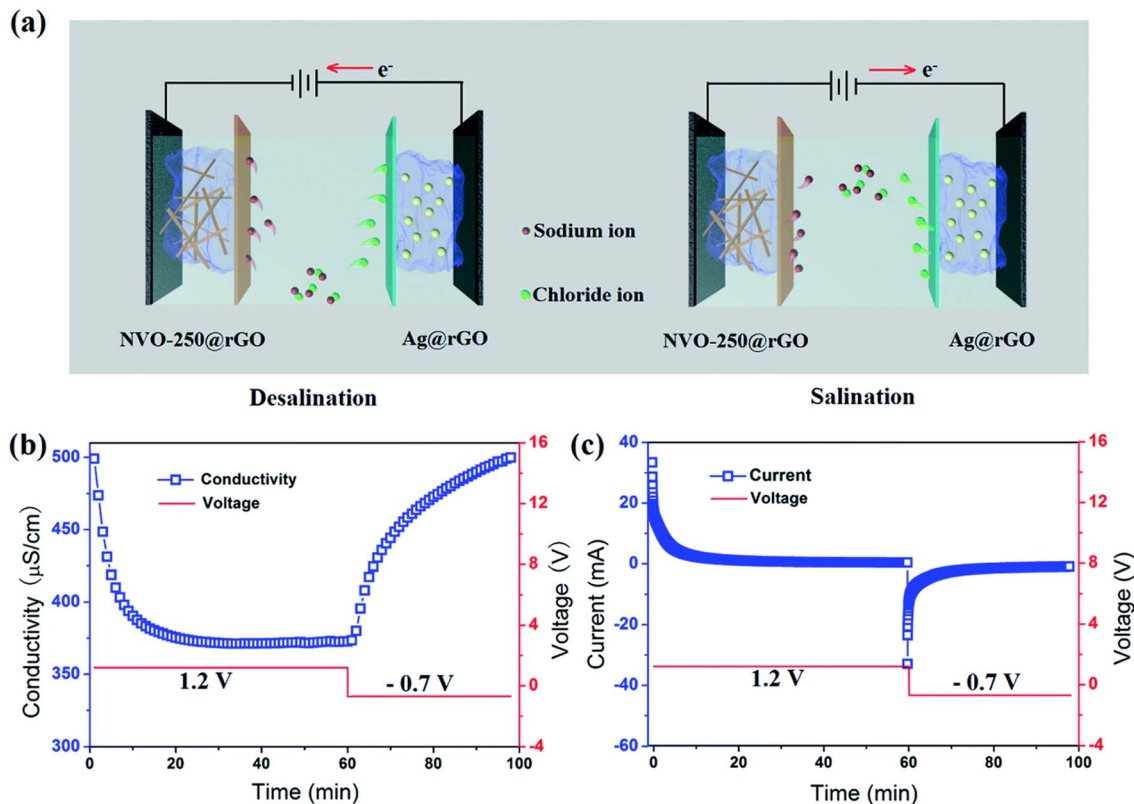 (a)
e-
e-
Sodium ion
Chloride ion
NVO-250@rGO
Ag@rGO
NVO-250@rGO
Ag@rGO
Desalination
Salination
(b)
Conductivity (μS/cm)
500
450
400
350
300
Conductivity
Voltage
1.2 V
- 0.7 V
16
12
8
4
0
-4
Voltage (V)
0
20
40
60
80
100
Time (min)
(c)
Current (mA)
40
20
0
-20
-40
-60
Current
Voltage
1.2 V
- 0.7 V
16
12
8
4
0
-4
Voltage (V)
0
20
40
60
80
100
Time (min)